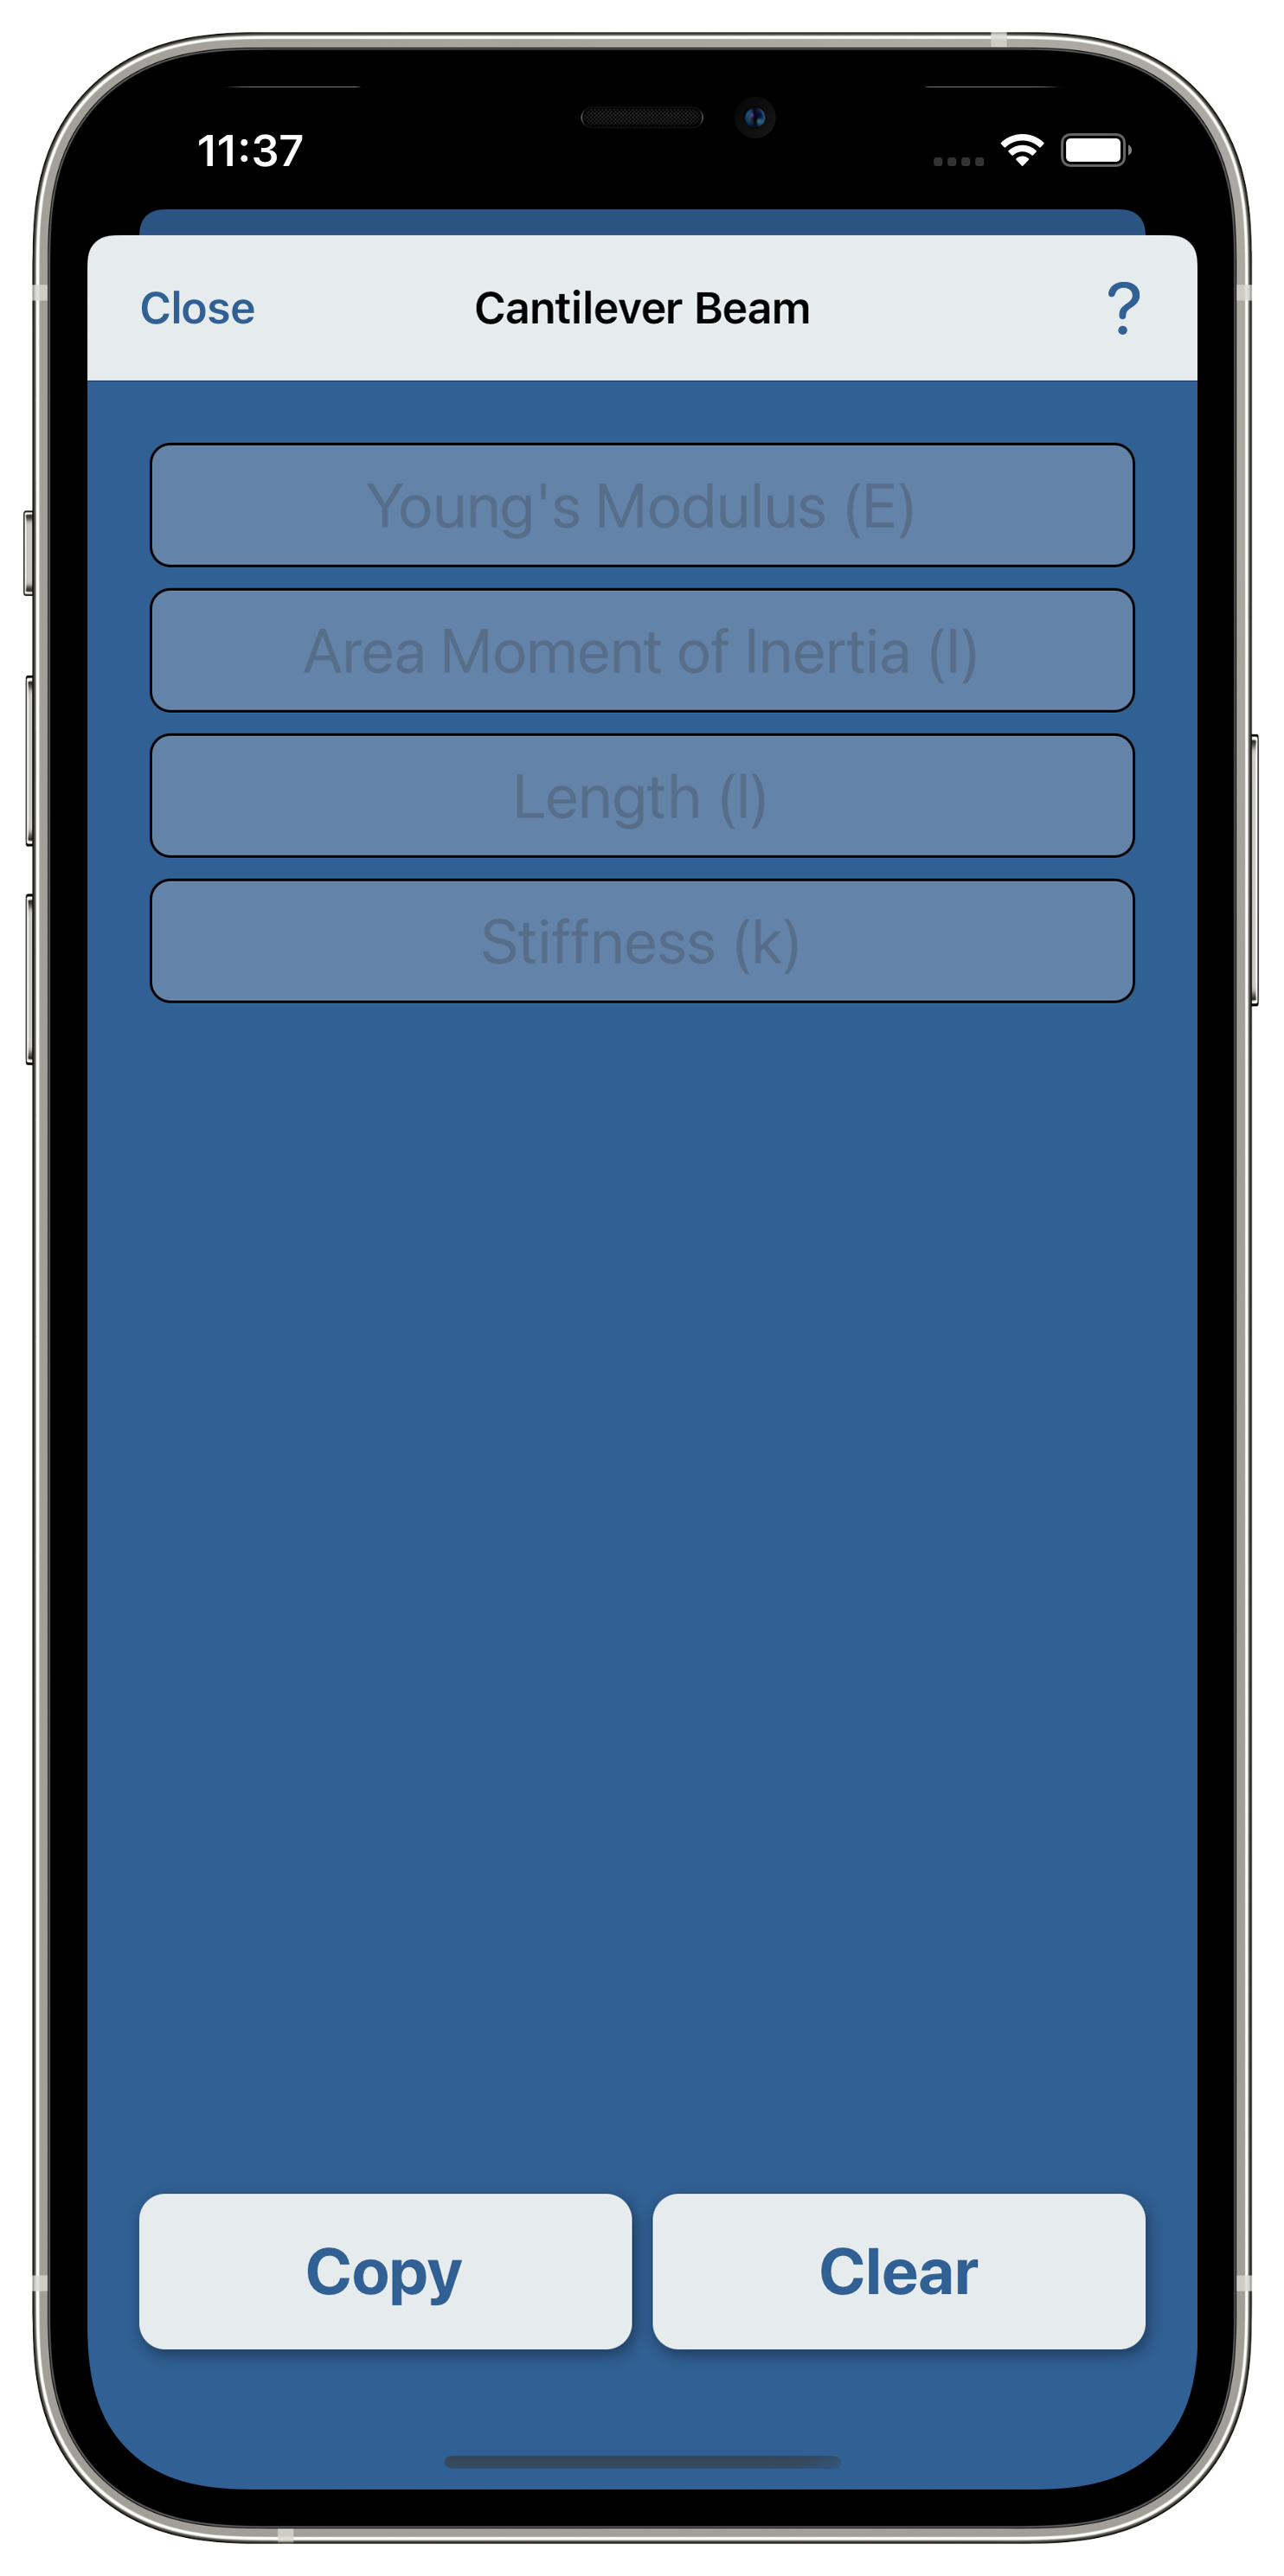 11:37
Close
Cantilever Beam
?
Young's Modulus (E)
Area Moment of Inertia (I)
Length (l)
Stiffness (k)
Copy
Clear